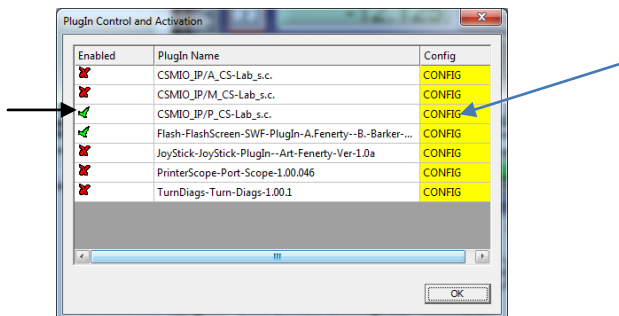 -12.125
PlugIn Control and Activation
Enabled PlugIn Name Config
CSMIO_IP/A_CS-Lab_s.c. CONFIG
CSMIO_IP/M_CS-Lab_s.c. CONFIG
CSMIO_IP/P_CS-Lab_s.c. CONFIG
Flash-FlashScreen-SWF-PlugIn-A.Fenerty--B.-Barker-... CONFIG
JoyStick-JoyStick-PlugIn--Art-Fenerty-Ver-1.0a CONFIG
PrinterScope-Port-Scope-1.00.046 CONFIG
TurnDiags-Turn-Diags-1.00.1 CONFIG
OK